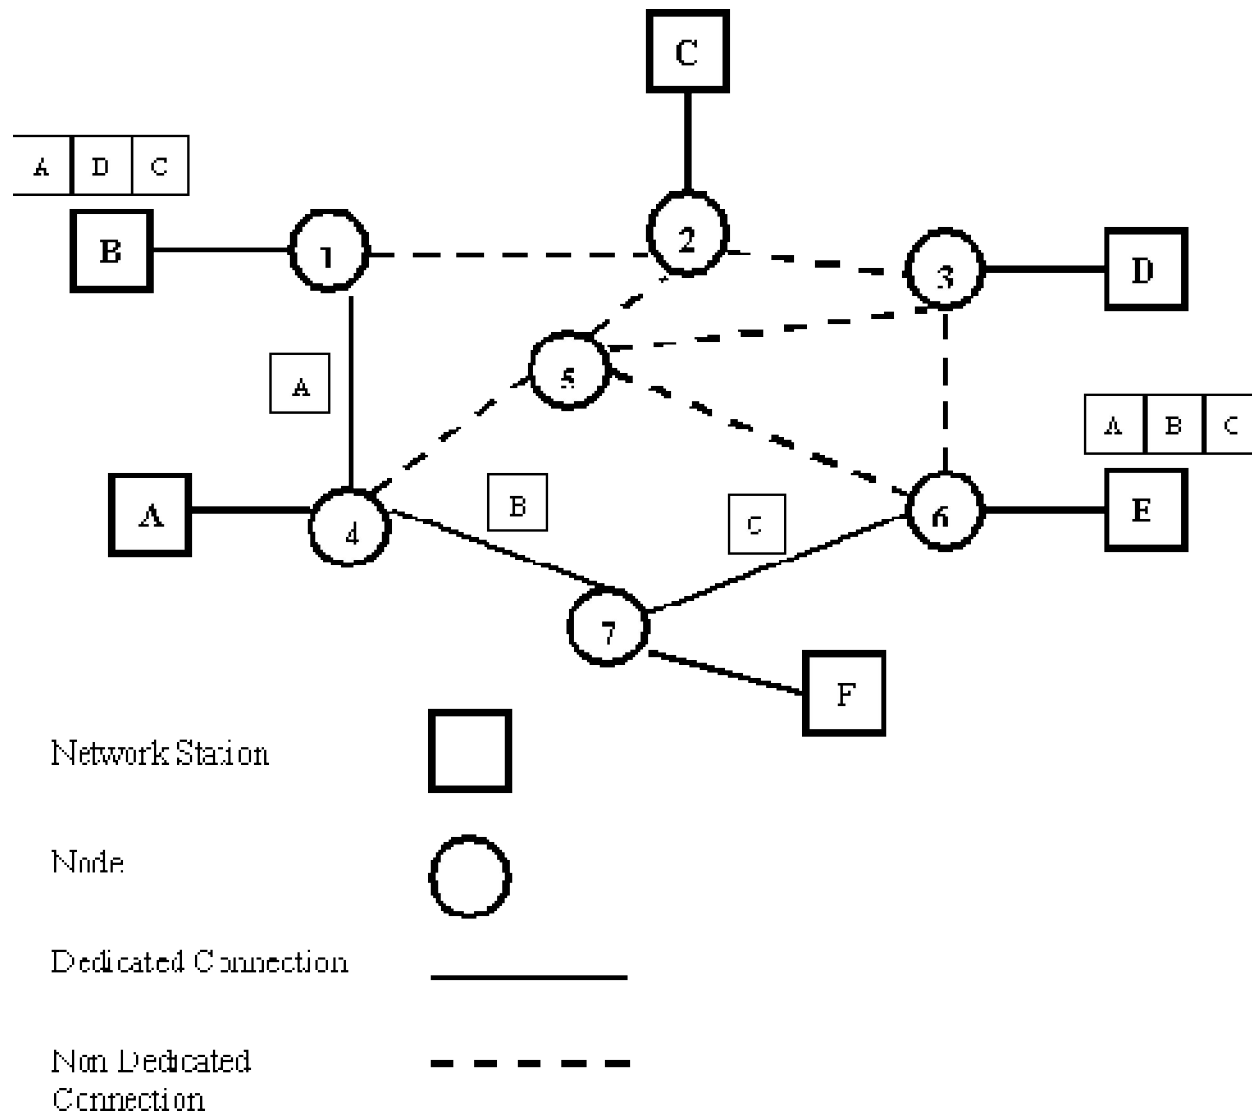 C
A D C
B
1
2
3
D
A
5
A B C
A
4
B
C
6
E
7
F
Network Station
Node
Dedicated Connection
Non Dedicated
Connection